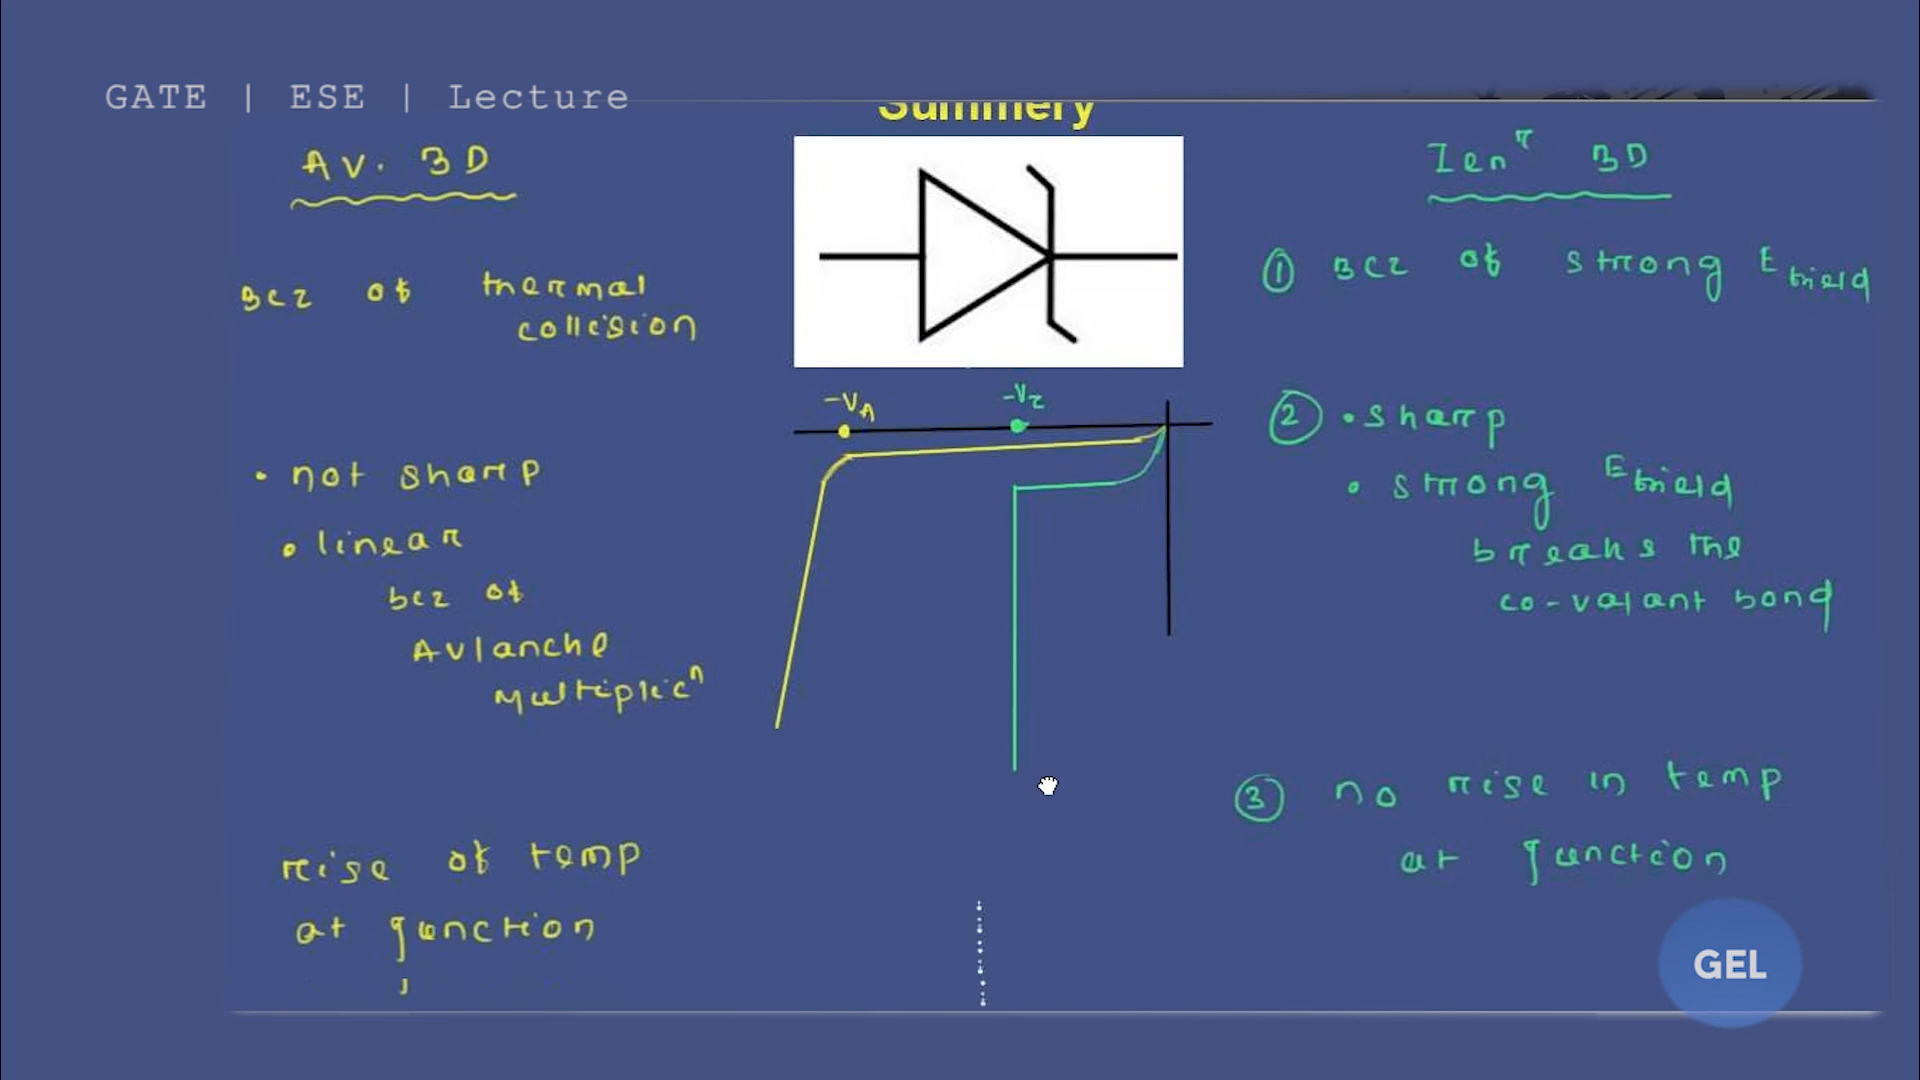 GATE | ESE | Lecture
Summery
AV. BD
Bcz of thermal
collision
• not sharp
• linear
bcz of
Avlanche
Multiplicⁿ
rise of temp
at junction
-VA
-Vz
Zenʳ BD
① Bcz of strong Efield
② • sharp
• strong Efield
breaks the
co-valant bond
③ no rise in temp
at junction
GEL